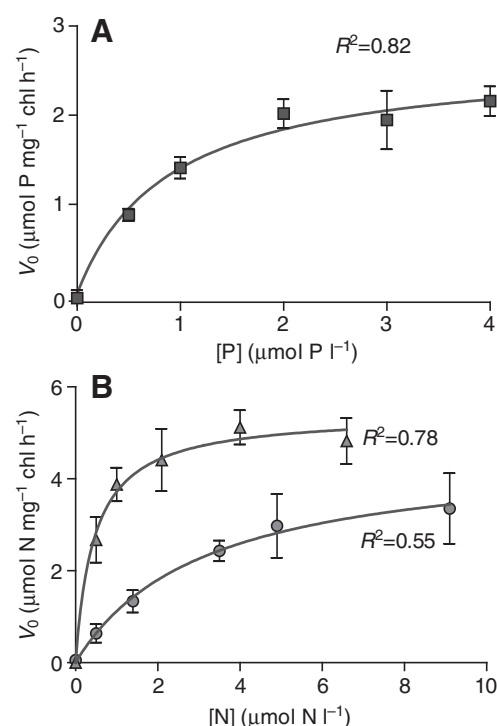 A
R²=0.82
3
2
1
0
V₀ (μmol P mg⁻¹ chl h⁻¹)
0 1 2 3 4
[P] (μmol P l⁻¹)
B
R²=0.78
R²=0.55
6
4
2
0
V₀ (μmol N mg⁻¹ chl h⁻¹)
0 2 4 6 8 10
[N] (μmol N l⁻¹)